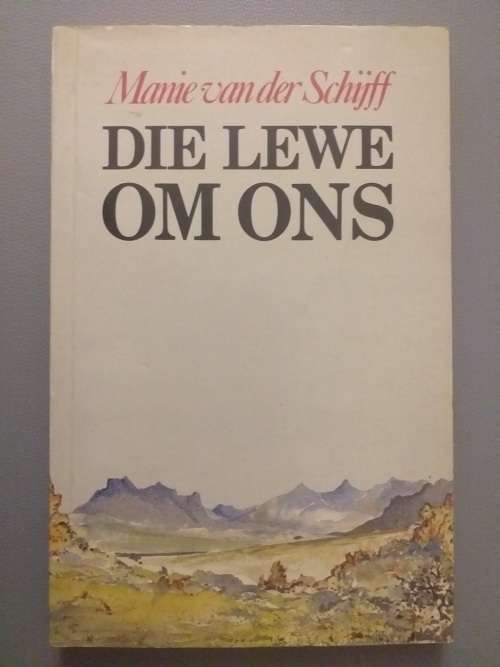 Manie van der Schijff
DIE LEWE
OM ONS